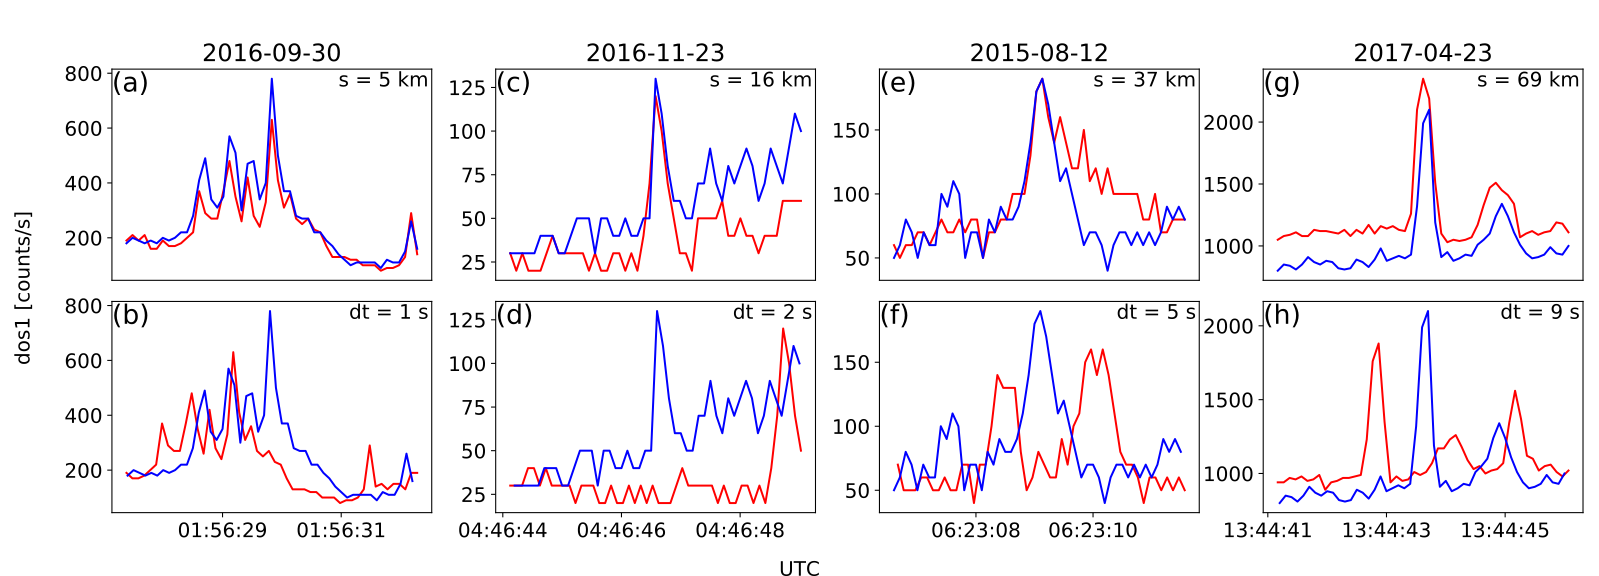 2016-09-30
2016-11-23
2015-08-12
2017-04-23
(a)
s = 5 km
800
600
400
200
(c)
s = 16 km
125
100
75
50
25
(e)
s = 37 km
150
100
50
(g)
s = 69 km
2000
1500
1000
dos1 [counts/s]
(b)
dt = 1 s
800
600
400
200
01:56:29
01:56:31
(d)
dt = 2 s
125
100
75
50
25
04:46:44
04:46:46
04:46:48
(f)
dt = 5 s
150
100
50
06:23:08
06:23:10
(h)
dt = 9 s
2000
1500
1000
13:44:41
13:44:43
13:44:45
UTC